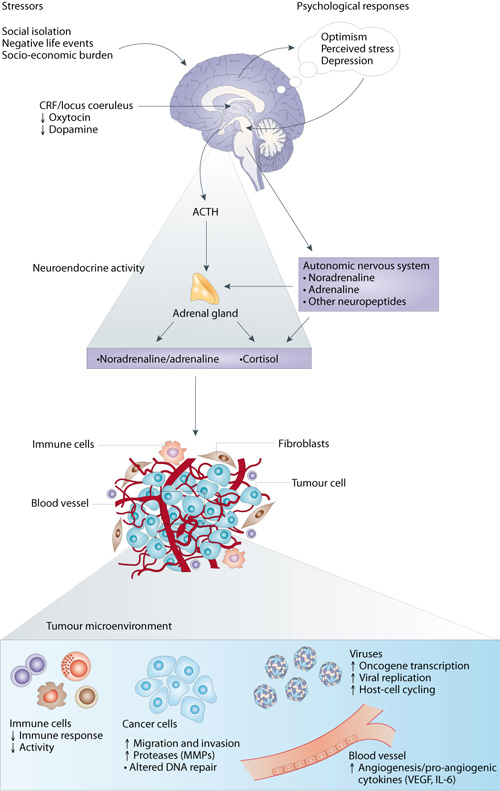 Stressors
Psychological responses
Social isolation
Negative life events
Socio-economic burden
Optimism
Perceived stress
Depression
CRF/locus coeruleus
↓ Oxytocin
↓ Dopamine
ACTH
Neuroendocrine activity
Autonomic nervous system
•Noradrenaline
•Adrenaline
•Other neuropeptides
Adrenal gland
•Noradrenaline/adrenaline
•Cortisol
Immune cells
Fibroblasts
Tumour cell
Blood vessel
Tumour microenvironment
Immune cells
↓ Immune response
↓ Activity
Cancer cells
↑ Migration and invasion
↑ Proteases (MMPs)
• Altered DNA repair
Viruses
↑ Oncogene transcription
↑ Viral replication
↑ Host-cell cycling
Blood vessel
↑ Angiogenesis/pro-angiogenic
cytokines (VEGF, IL-6)